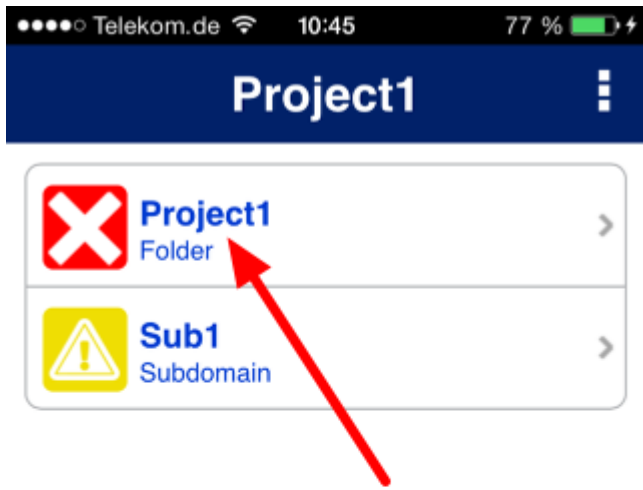 Telekom.de 10:45 77 %
Project1
Project1
Folder
Sub1
Subdomain